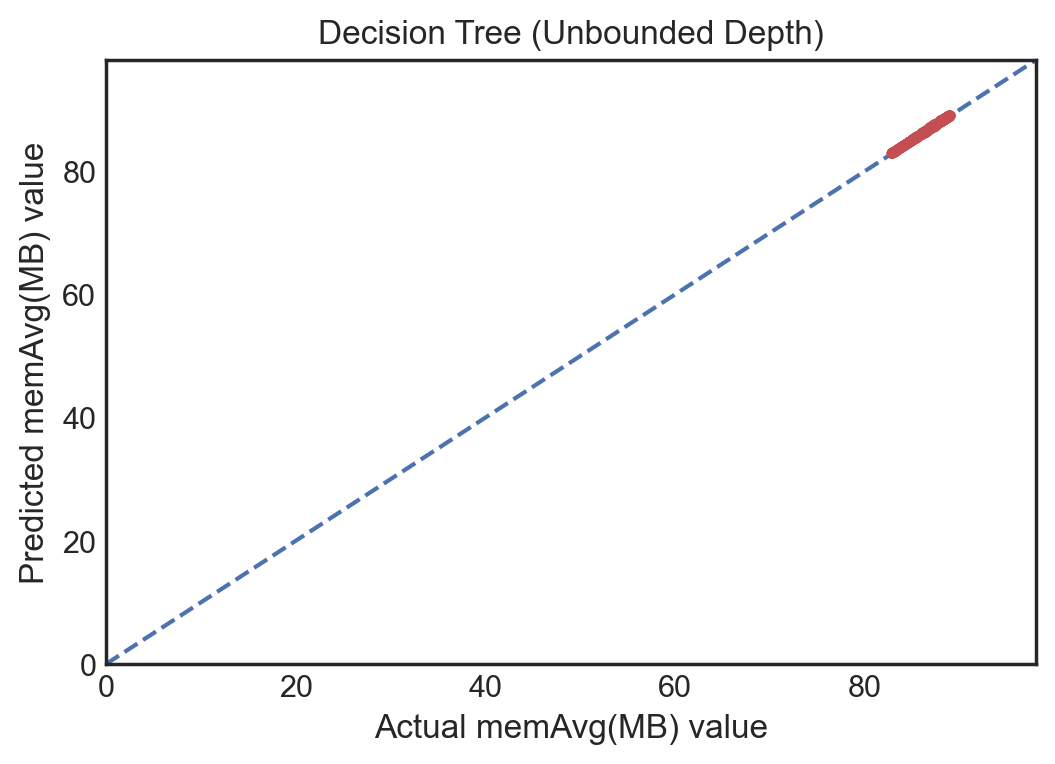 Decision Tree (Unbounded Depth)
Predicted memAvg(MB) value
80
60
40
20
0
0 20 40 60 80
Actual memAvg(MB) value